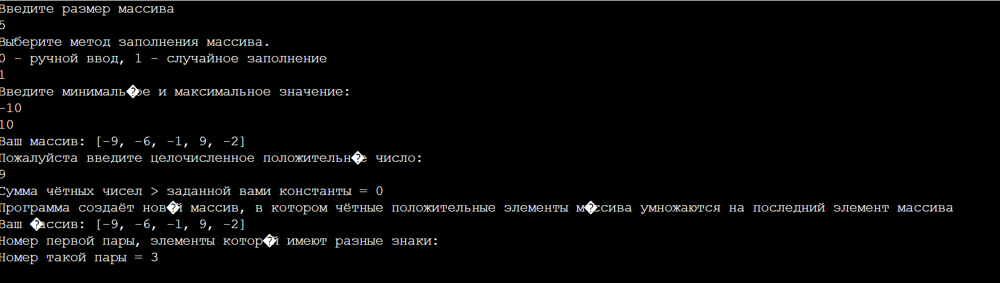 Введите размер массива
5
Выберите метод заполнения массива.
0 - ручной ввод, 1 - случайное заполнение
1
Введите минималь�ое и максимальное значение:
-10
10
Ваш массив: [-9, -6, -1, 9, -2]
Пожалуйста введите целочисленное положительн�е число:
9
Сумма чётных чисел > заданной вами константы = 0
Программа создаёт нов�й массив, в котором чётные положительные элементы м�ссива умножаются на последний элемент массива
Ваш �ассив: [-9, -6, -1, 9, -2]
Номер первой пары, элементы котор�й имеют разные знаки:
Номер такой пары = 3